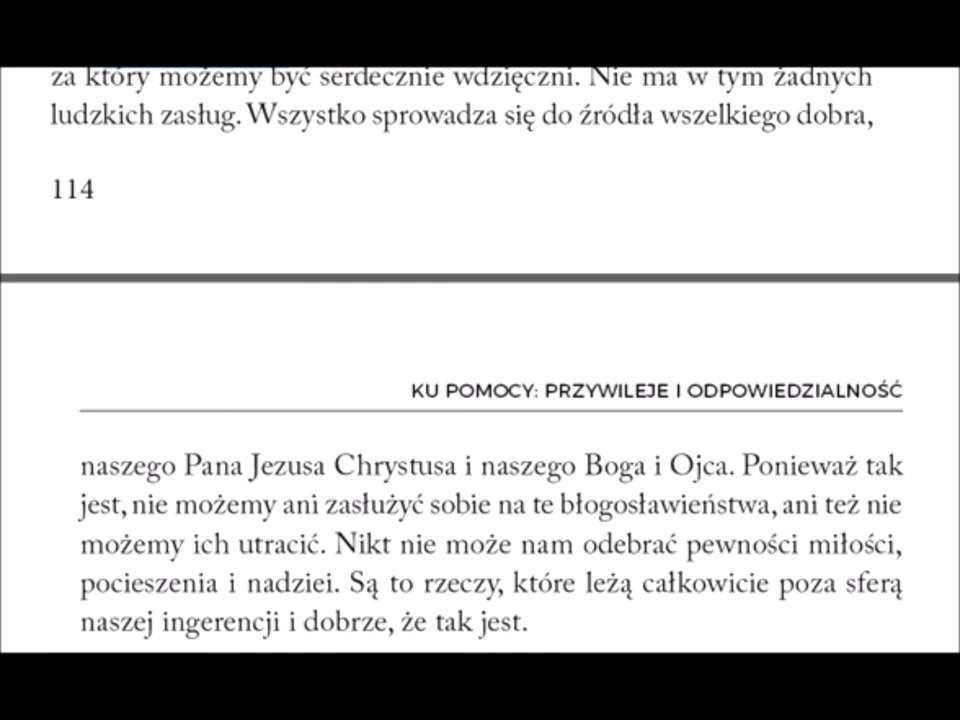 za który możemy być serdecznie wdzięczni. Nie ma w tym żadnych
ludzkich zasług. Wszystko sprowadza się do źródła wszelkiego dobra,
114
KU POMOCY: PRZYWILEJE I ODPOWIEDZIALNOŚĆ
naszego Pana Jezusa Chrystusa i naszego Boga i Ojca. Ponieważ tak
jest, nie możemy ani zasłużyć sobie na te błogosławieństwa, ani też nie
możemy ich utracić. Nikt nie może nam odebrać pewności miłości,
pocieszenia i nadziei. Są to rzeczy, które leżą całkowicie poza sferą
naszej ingerencji i dobrze, że tak jest.